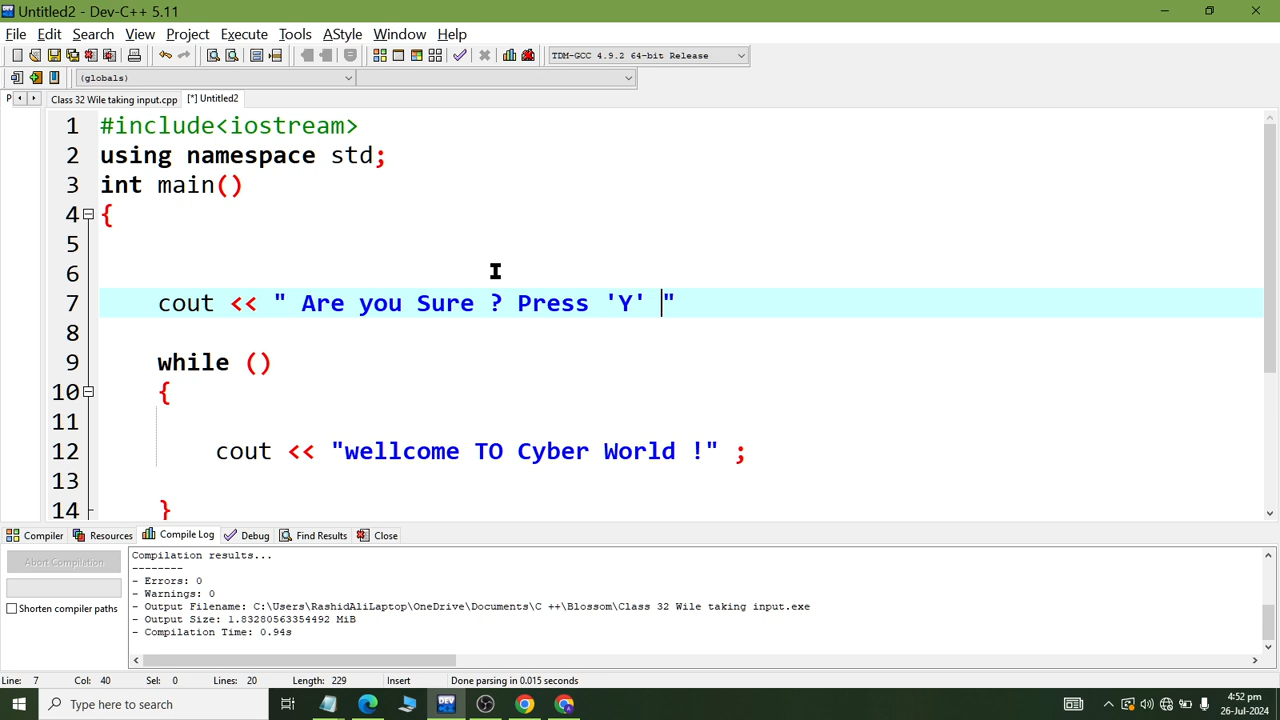 Untitled2 - Dev-C++ 5.11
File Edit Search View Project Execute Tools AStyle Window Help
TDM-GCC 4.9.2 64-bit Release
(globals)
P Class 32 Wile taking input.cpp [*] Untitled2
1 #include<iostream>
2 using namespace std;
3 int main()
4 {
5
6
7 cout << " Are you Sure ? Press 'Y' "
8
9 while ()
10 {
11
12 cout << "wellcome TO Cyber World !" ;
13
14 }
Compiler Resources Compile Log Debug Find Results Close
Abort Compilation
Shorten compiler paths
Compilation results...
--------
- Errors: 0
- Warnings: 0
- Output Filename: C:\Users\RashidAliLaptop\OneDrive\Documents\C ++\Blossom\Class 32 Wile taking input.exe
- Output Size: 1.83280563354492 MiB
- Compilation Time: 0.94s
Line: 7 Col: 40 Sel: 0 Lines: 20 Length: 229 Insert Done parsing in 0.015 seconds
Type here to search
DEV
4:52 pm
26-Jul-2024